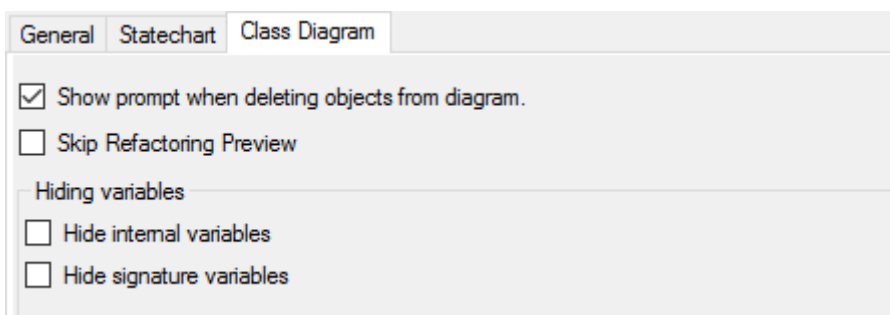 General Statechart Class Diagram
Show prompt when deleting objects from diagram.
Skip Refactoring Preview
Hiding variables
Hide internal variables
Hide signature variables